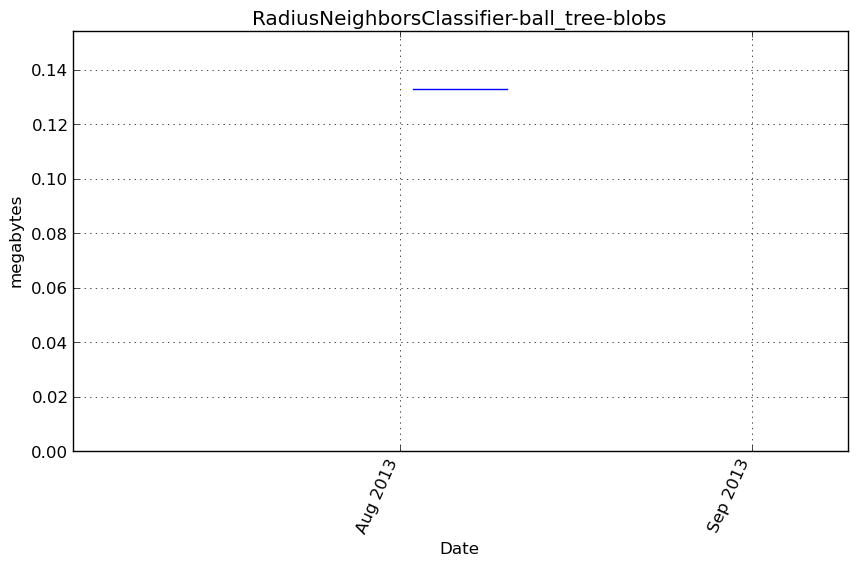 RadiusNeighborsClassifier-ball_tree-blobs
0.14
0.12
0.10
0.08
0.06
0.04
0.02
0.00
megabytes
Aug 2013
Sep 2013
Date